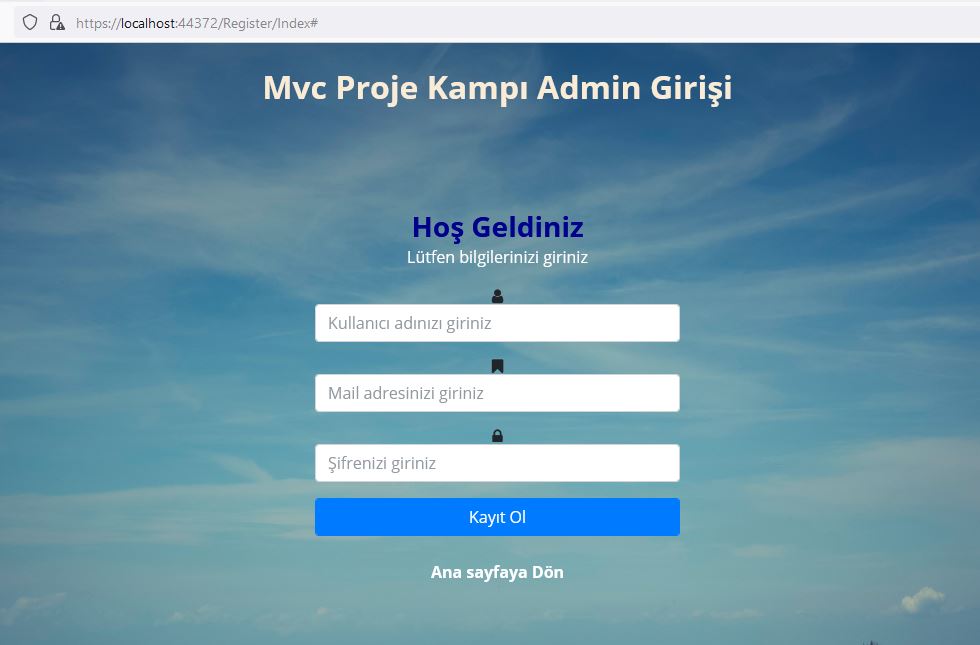 https://localhost:44372/Register/Index#
Mvc Proje Kampı Admin Girişi
Hoş Geldiniz
Lütfen bilgilerinizi giriniz
Kullanıcı adınızı giriniz
Mail adresinizi giriniz
Şifrenizi giriniz
Kayıt Ol
Ana sayfaya Dön